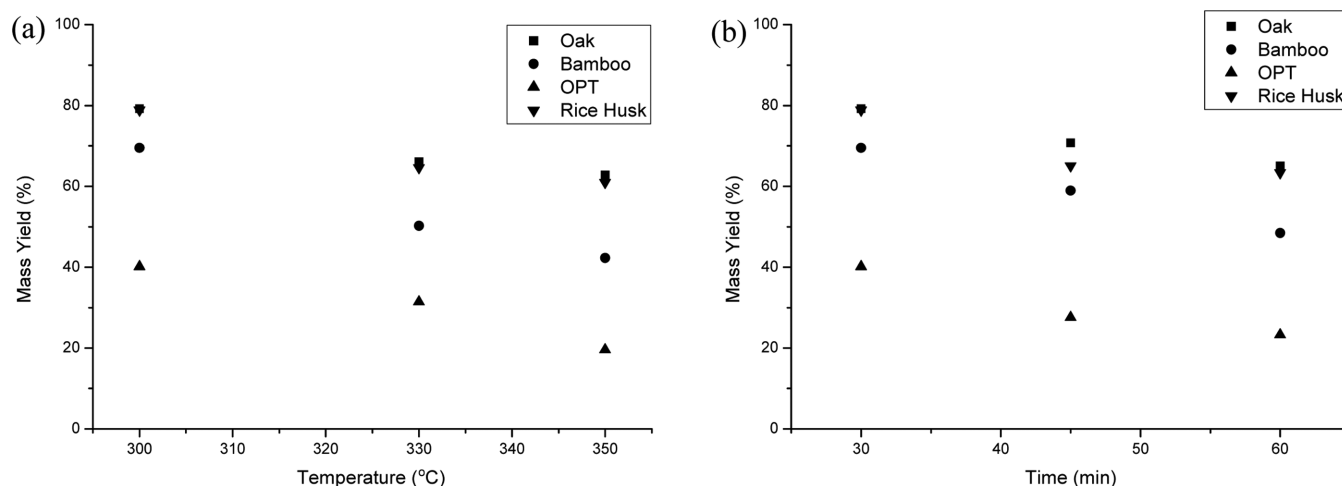 (a)
Oak
Bamboo
OPT
Rice Husk
Mass Yield (%)
100
80
60
40
20
0
300 310 320 330 340 350
Temperature (°C)
(b)
Oak
Bamboo
OPT
Rice Husk
Mass Yield (%)
100
80
60
40
20
0
30 40 50 60
Time (min)